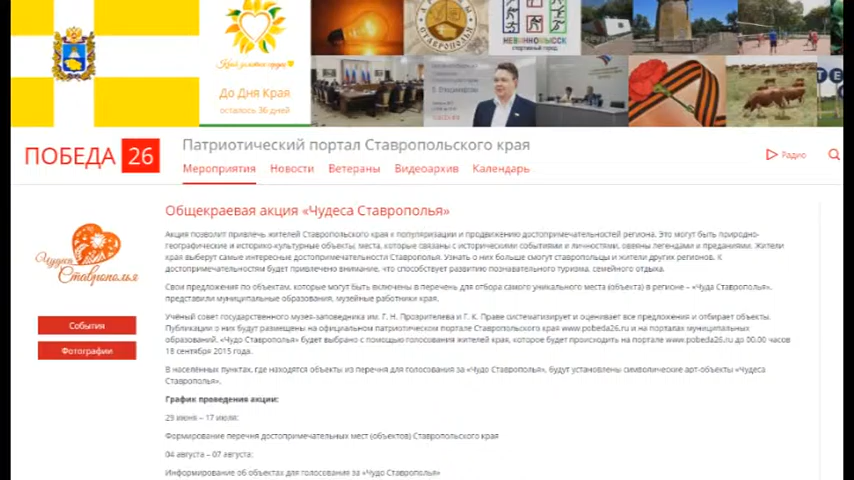 До Дня Края
осталось 36 дней
СТАВРОПОЛЬЯ
НЕВИННОМЫССК
спортивный город
ПОБЕДА 26
Патриотический портал Ставропольского края
Мероприятия Новости Ветераны Видеоархив Календарь
Радио
Общекраевая акция «Чудеса Ставрополья»
Чудеса
Ставрополья
События
Фотографии
Акция позволит привлечь жителей Ставропольского края к популяризации и продвижению достопримечательностей региона. Это могут быть природно-
географические и историко-культурные объекты, места, которые связаны с историческими событиями и личностями, овеяны легендами и преданиями. Жители
края выберут самые интересные достопримечательности Ставрополья. Узнать о них больше смогут ставропольцы и жители других регионов. К
достопримечательностям будет привлечено внимание, что способствует развитию познавательного туризма, семейного отдыха.
Свои предложения по объектам, которые могут быть включены в перечень для отбора самого уникального места (объекта) в регионе – «Чуда Ставрополья»,
представили муниципальные образования, музейные работники края.
Учёный совет государственного музея-заповедника им. Г. Н. Прозрителева и Г. К. Праве систематизирует и оценивает все предложения и отбирает объекты.
Публикации о них будут размещены на официальном патриотическом портале Ставропольского края www.pobeda26.ru и на порталах муниципальных
образований. «Чудо Ставрополья» будет выбрано с помощью голосования жителей края, которое будет происходить на портале www.pobeda26.ru до 00.00 часов
18 сентября 2015 года.
В населённых пунктах, где находятся объекты из перечня для голосования за «Чудо Ставрополья», будут установлены символические арт-объекты «Чудеса
Ставрополья».
График проведения акции:
29 июня – 17 июля:
Формирование перечня достопримечательных мест (объектов) Ставропольского края
04 августа – 07 августа:
Информирование об объектах для голосования за «Чудо Ставрополья»